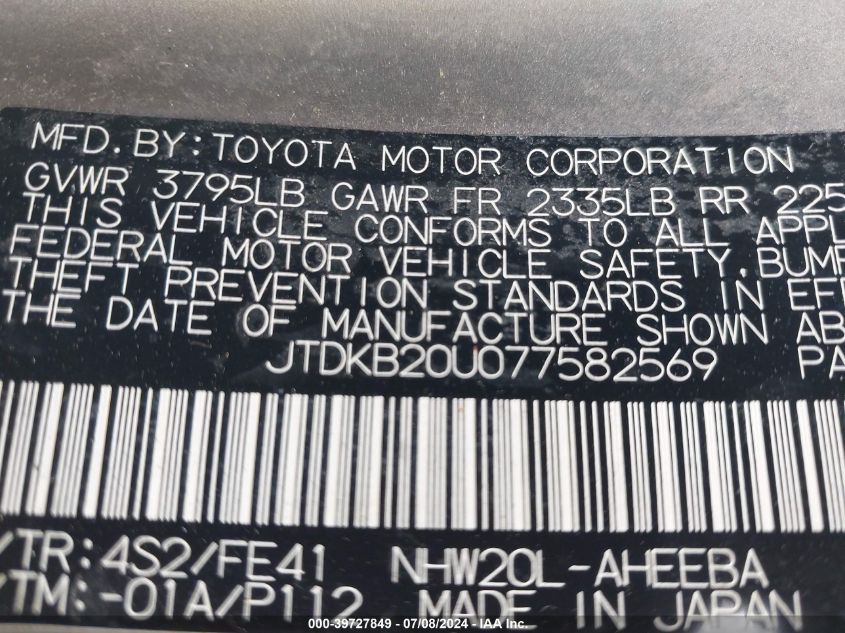 MFD.BY:TOYOTA MOTOR CORPORATION
GVWR 3795LB GAWR FR 2335LB RR 225
THIS VEHICLE CONFORMS TO ALL APPL
FEDERAL MOTOR VEHICLE SAFETY,BUMP
THEFT PREVENTION STANDARDS IN EFF
THE DATE OF MANUFACTURE SHOWN AB
JTDKB20U077582569 PA
/TR:4S2/FE41 NHW20L-AHEEBA
/TM:-01A/P112 MADE IN JAPAN
000-39727849 - 07/08/2024 - IAA Inc.